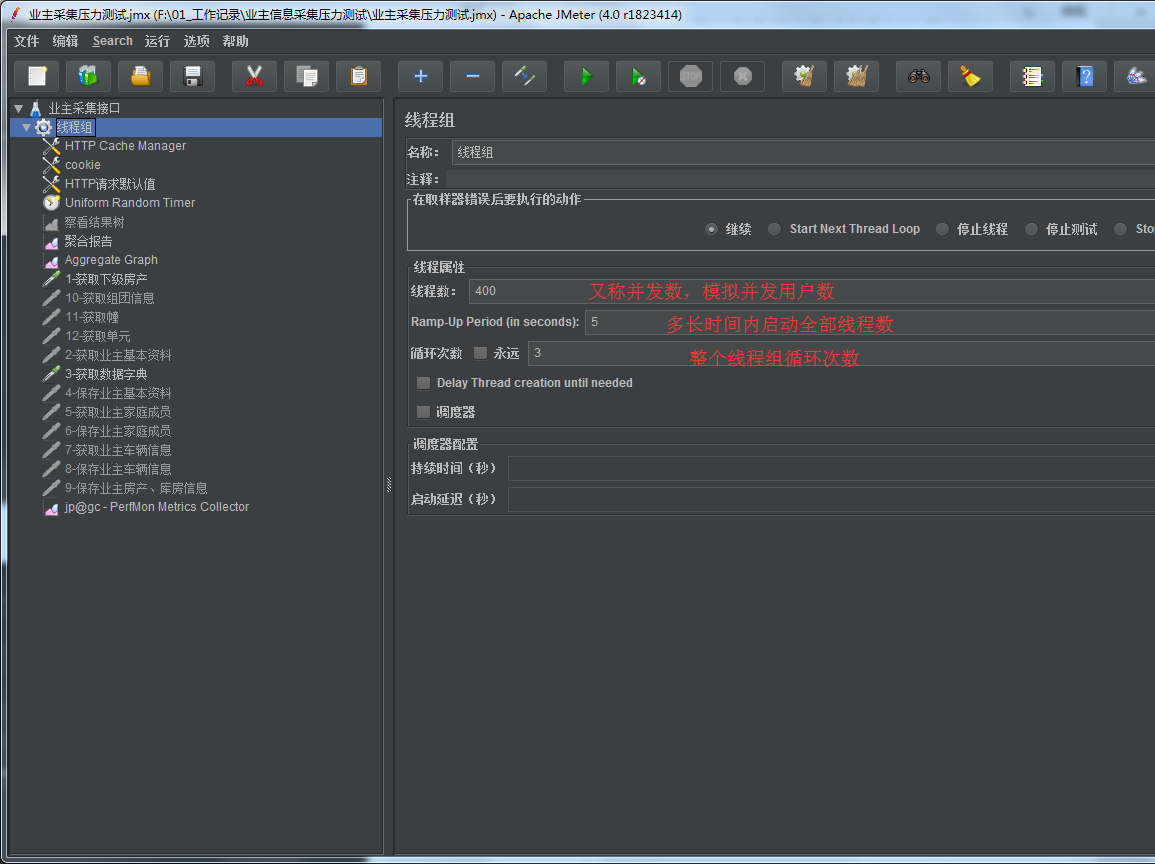 业主采集压力测试.jmx (F:\01_工作记录\业主信息采集压力测试\业主采集压力测试.jmx) - Apache JMeter (4.0 r1823414)
文件 编辑 Search 运行 选项 帮助
STOP
业主采集接口
线程组
HTTP Cache Manager
cookie
HTTP请求默认值
Uniform Random Timer
察看结果树
聚合报告
Aggregate Graph
1-获取下级房产
10-获取组团信息
11-获取幢
12-获取单元
2-获取业主基本资料
3-获取数据字典
4-保存业主基本资料
5-获取业主家庭成员
6-保存业主家庭成员
7-获取业主车辆信息
8-保存业主车辆信息
9-保存业主房产、库房信息
jp@gc - PerfMon Metrics Collector
线程组
名称： 线程组
注释：
在取样器错误后要执行的动作
继续 Start Next Thread Loop 停止线程 停止测试 Sto
线程属性
线程数： 400 又称并发数，模拟并发用户数
Ramp-Up Period (in seconds): 5 多长时间内启动全部线程数
循环次数 永远 3 整个线程组循环次数
Delay Thread creation until needed
调度器
调度器配置
持续时间（秒）
启动延迟（秒）